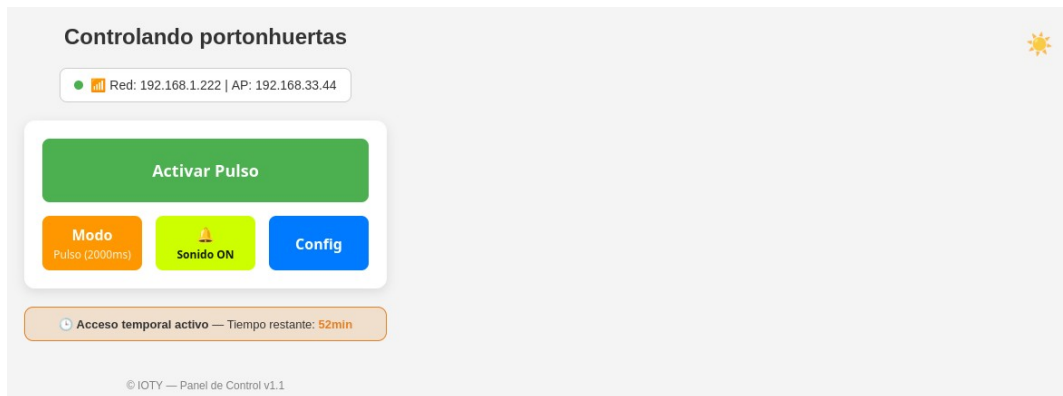 Controlando portonhuertas
Red: 192.168.1.222 | AP: 192.168.33.44
Activar Pulso
Modo
Pulso (2000ms)
Sonido ON
Config
Acceso temporal activo — Tiempo restante: 52min
© IOTY — Panel de Control v1.1